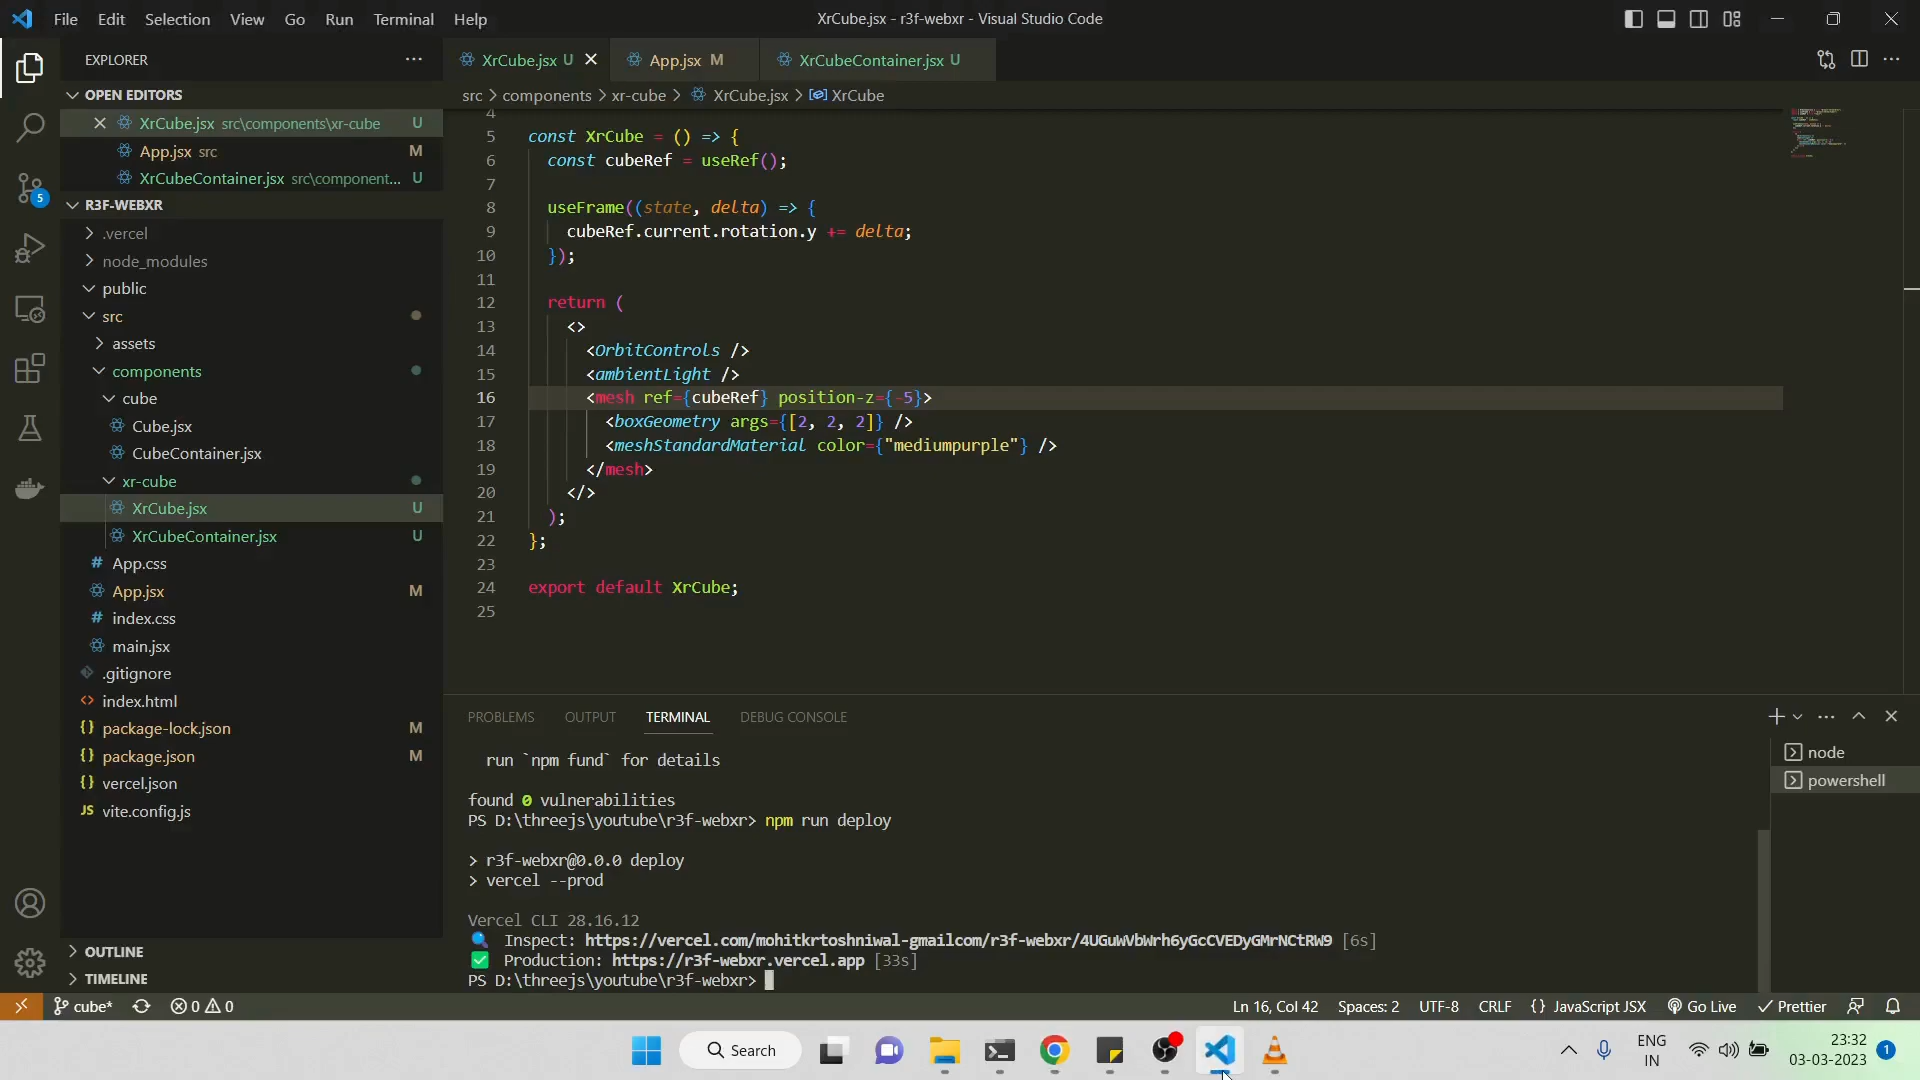 File Edit Selection View Go Run Terminal Help
XrCube.jsx - r3f-webxr - Visual Studio Code
EXPLORER
OPEN EDITORS
XrCube.jsx src\components\xr-cube U
App.jsx src M
XrCubeContainer.jsx src\component... U
R3F-WEBXR
.vercel
node_modules
public
src
assets
components
cube
Cube.jsx
CubeContainer.jsx
xr-cube
XrCube.jsx U
XrCubeContainer.jsx U
App.css
App.jsx M
index.css
main.jsx
.gitignore
index.html
package-lock.json M
package.json M
vercel.json
vite.config.js
OUTLINE
TIMELINE
5
XrCube.jsx U
App.jsx M
XrCubeContainer.jsx U
src > components > xr-cube > XrCube.jsx > XrCube
4
5 const XrCube = () => {
6 const cubeRef = useRef();
7
8 useFrame((state, delta) => {
9 cubeRef.current.rotation.y += delta;
10 });
11
12 return (
13 <>
14 <OrbitControls />
15 <ambientLight />
16 <mesh ref={cubeRef} position-z={-5}>
17 <boxGeometry args={[2, 2, 2]} />
18 <meshStandardMaterial color={"mediumpurple"} />
19 </mesh>
20 </>
21 );
22 };
23
24 export default XrCube;
25
PROBLEMS OUTPUT TERMINAL DEBUG CONSOLE
run `npm fund` for details
found 0 vulnerabilities
PS D:\threejs\youtube\r3f-webxr> npm run deploy
> r3f-webxr@0.0.0 deploy
> vercel --prod
Vercel CLI 28.16.12
Inspect: https://vercel.com/mohitkrtoshniwal-gmailcom/r3f-webxr/4UGuWVbWrh6yGcCVEDyGMrNCtRW9 [6s]
Production: https://r3f-webxr.vercel.app [33s]
PS D:\threejs\youtube\r3f-webxr>
node
powershell
cube* 0 0
Ln 16, Col 42 Spaces: 2 UTF-8 CRLF {} JavaScript JSX Go Live Prettier
Search
ENG
IN
23:32
03-03-2023
1